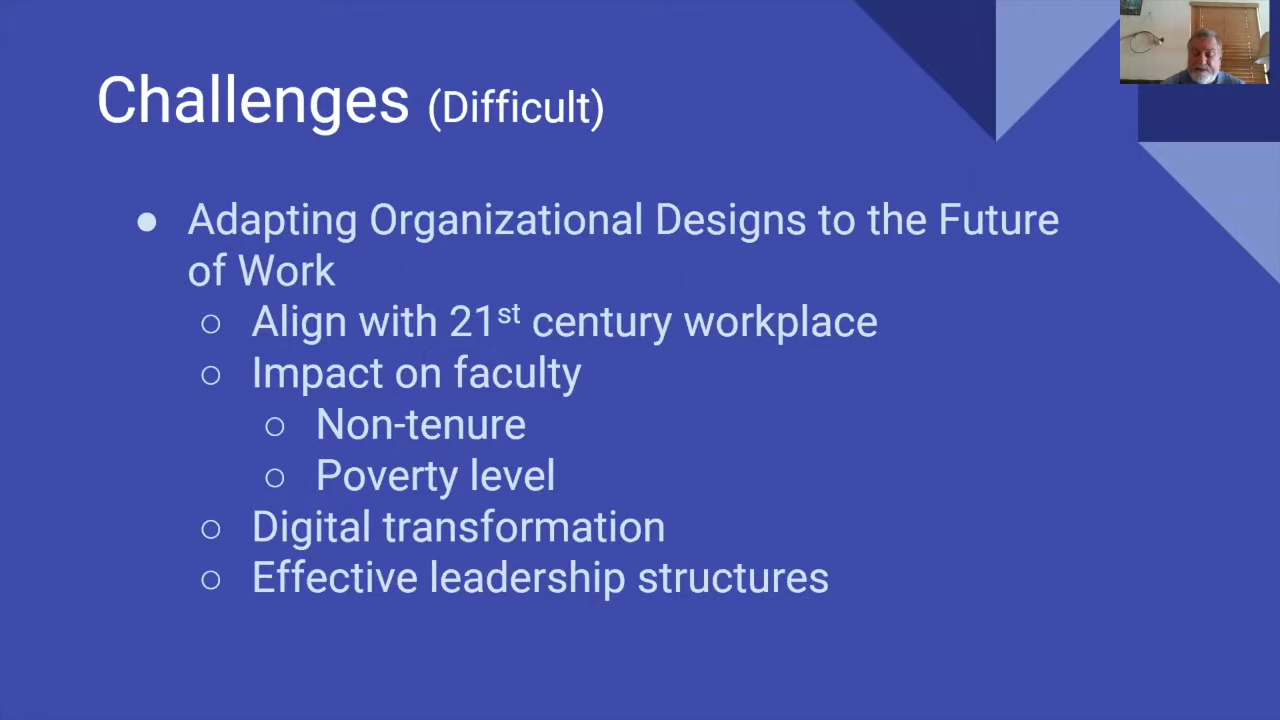 Challenges (Difficult)
● Adapting Organizational Designs to the Future
of Work
○ Align with 21st century workplace
○ Impact on faculty
○ Non-tenure
○ Poverty level
○ Digital transformation
○ Effective leadership structures